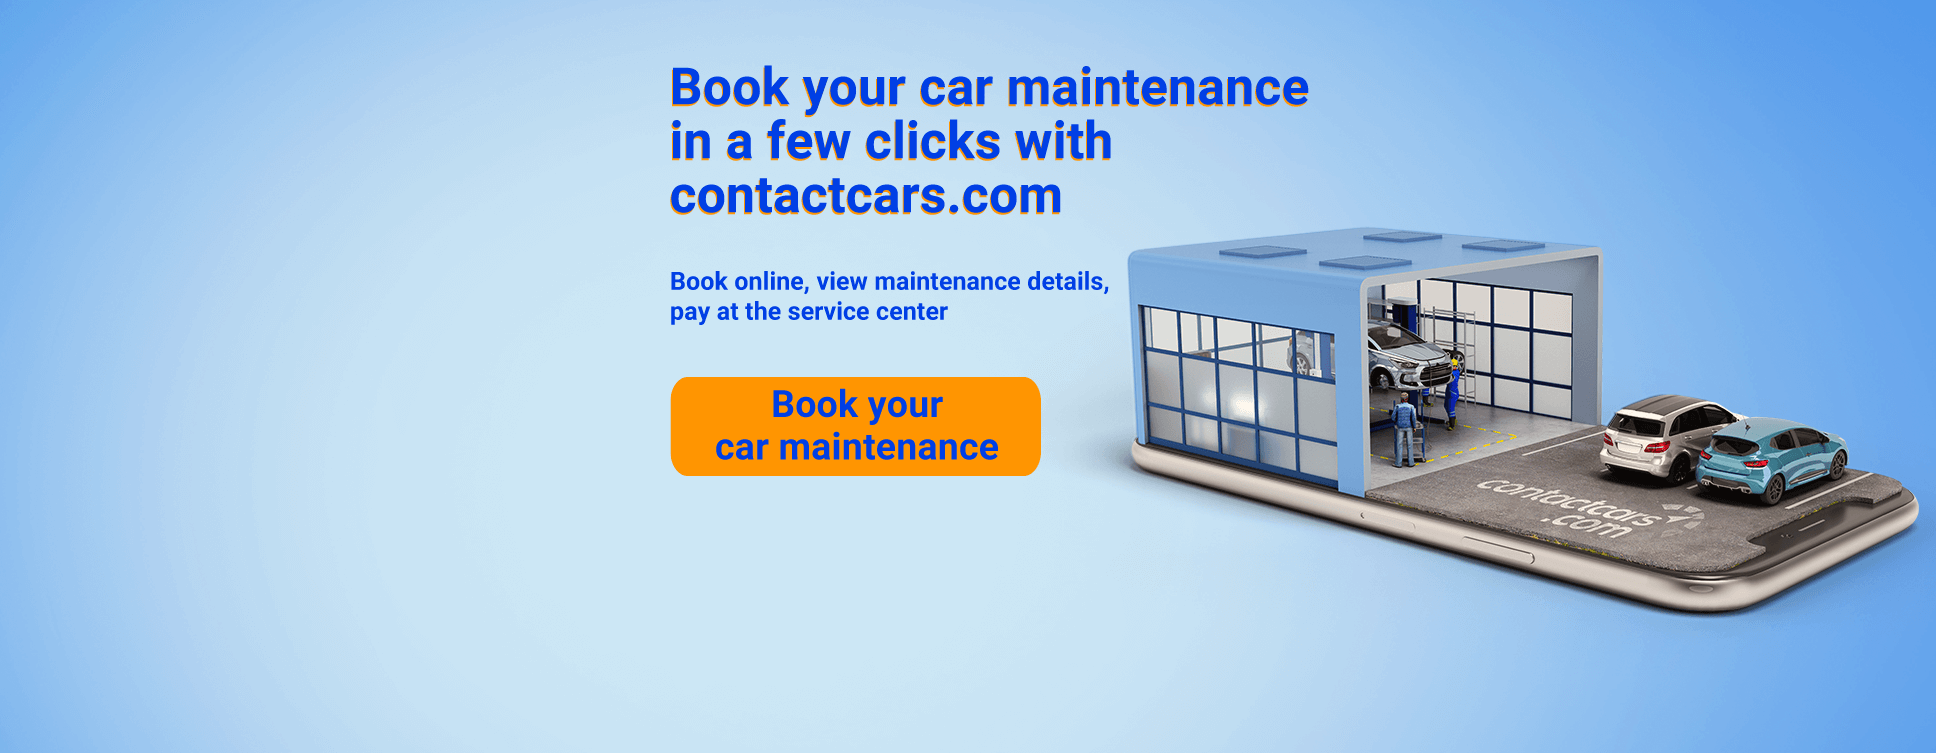 Book your car maintenance
in a few clicks with
contactcars.com
Book online, view maintenance details,
pay at the service center
Book your
car maintenance
contactcars
.com